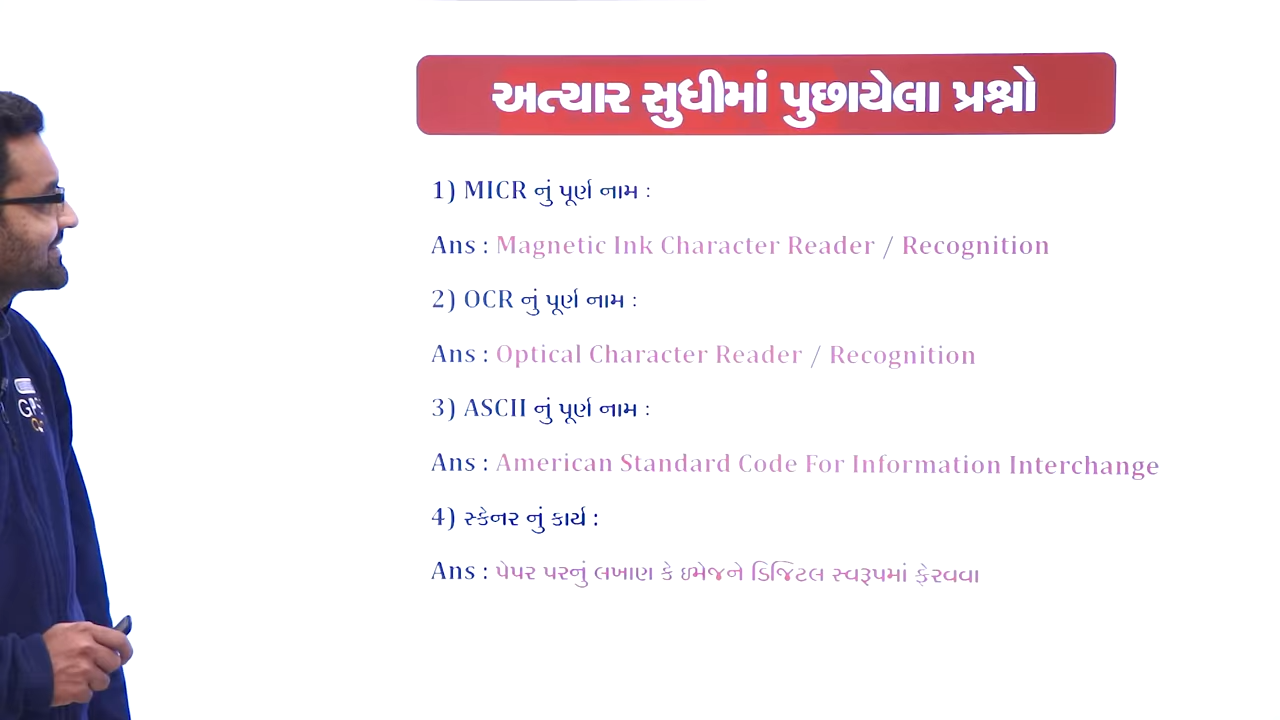 અત્યાર સુધીમાં પુછાયેલા પ્રશ્નો
1) MICR નું પૂર્ણ નામ :
Ans : Magnetic Ink Character Reader / Recognition
2) OCR નું પૂર્ણ નામ :
Ans : Optical Character Reader / Recognition
3) ASCII નું પૂર્ણ નામ :
Ans : American Standard Code For Information Interchange
4) સ્કેનર નું કાર્ય :
Ans : પેપર પરનું લખાણ કે ઇમેજને ડિજિટલ સ્વરૂપમાં ફેરવવા